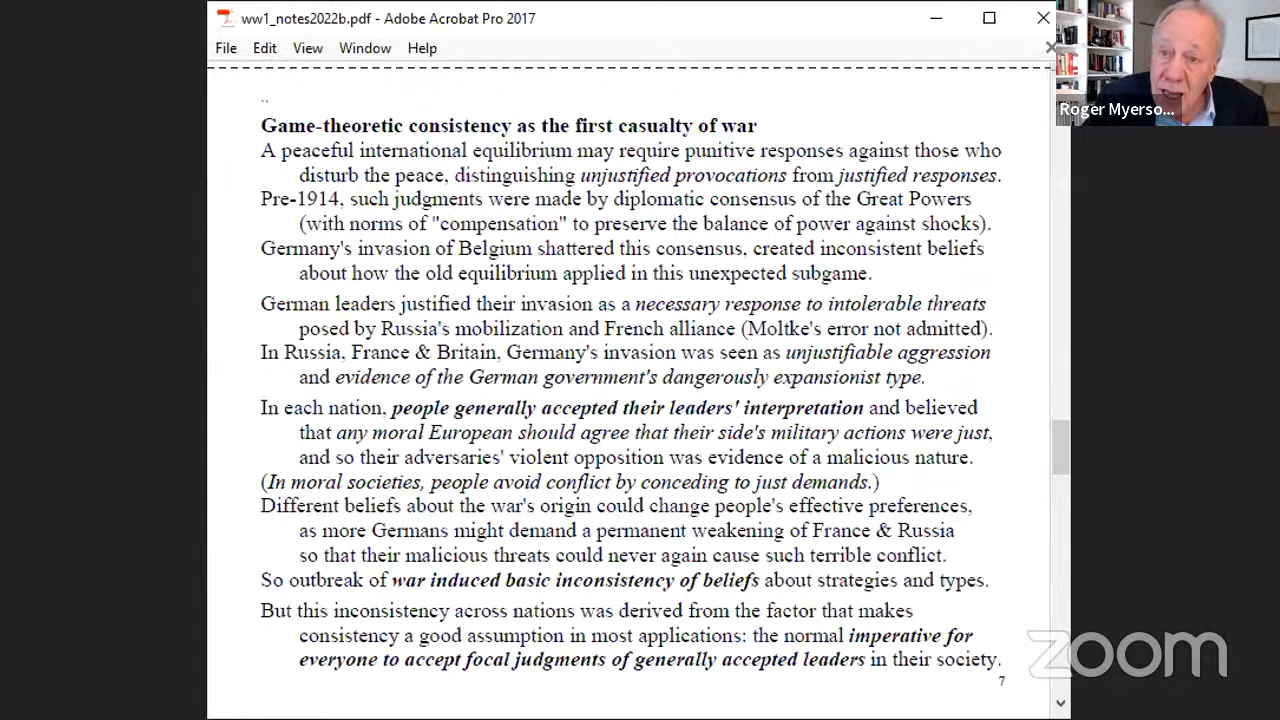 ww1_notes2022b.pdf - Adobe Acrobat Pro 2017
File Edit View Window Help
Roger Myerso...
Game-theoretic consistency as the first casualty of war
A peaceful international equilibrium may require punitive responses against those who
disturb the peace, distinguishing unjustified provocations from justified responses.
Pre-1914, such judgments were made by diplomatic consensus of the Great Powers
(with norms of "compensation" to preserve the balance of power against shocks).
Germany's invasion of Belgium shattered this consensus, created inconsistent beliefs
about how the old equilibrium applied in this unexpected subgame.
German leaders justified their invasion as a necessary response to intolerable threats
posed by Russia's mobilization and French alliance (Moltke's error not admitted).
In Russia, France & Britain, Germany's invasion was seen as unjustifiable aggression
and evidence of the German government's dangerously expansionist type.
In each nation, people generally accepted their leaders' interpretation and believed
that any moral European should agree that their side's military actions were just,
and so their adversaries' violent opposition was evidence of a malicious nature.
(In moral societies, people avoid conflict by conceding to just demands.)
Different beliefs about the war's origin could change people's effective preferences,
as more Germans might demand a permanent weakening of France & Russia
so that their malicious threats could never again cause such terrible conflict.
So outbreak of war induced basic inconsistency of beliefs about strategies and types.
But this inconsistency across nations was derived from the factor that makes
consistency a good assumption in most applications: the normal imperative for
everyone to accept focal judgments of generally accepted leaders in their society.
7
zoom